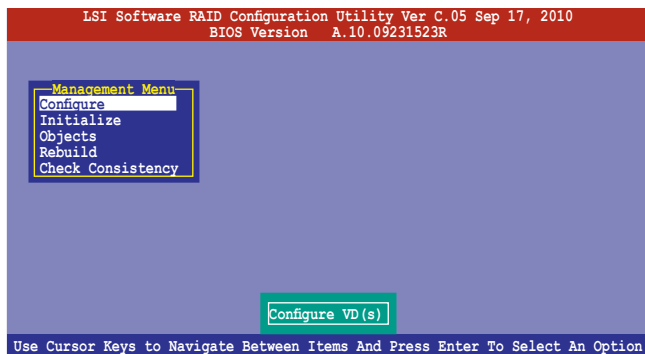 LSI Software RAID Configuration Utility Ver C.05 Sep 17, 2010
BIOS Version A.10.09231523R
Management Menu
Configure
Initialize
Objects
Rebuild
Check Consistency
Configure VD(s)
Use Cursor Keys to Navigate Between Items And Press Enter To Select An Option